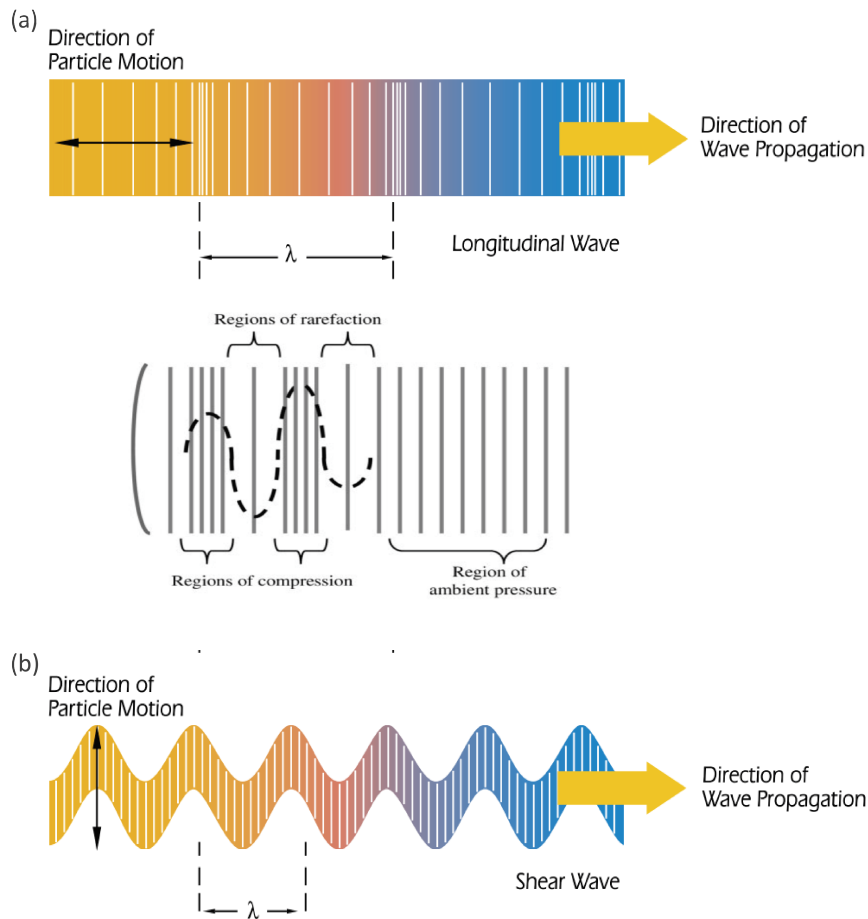 (a)
Direction of
Particle Motion
Direction of
Wave Propagation
Longitudinal Wave
λ
Regions of rarefaction
Regions of compression
Region of
ambient pressure
(b)
Direction of
Particle Motion
Direction of
Wave Propagation
Shear Wave
λ